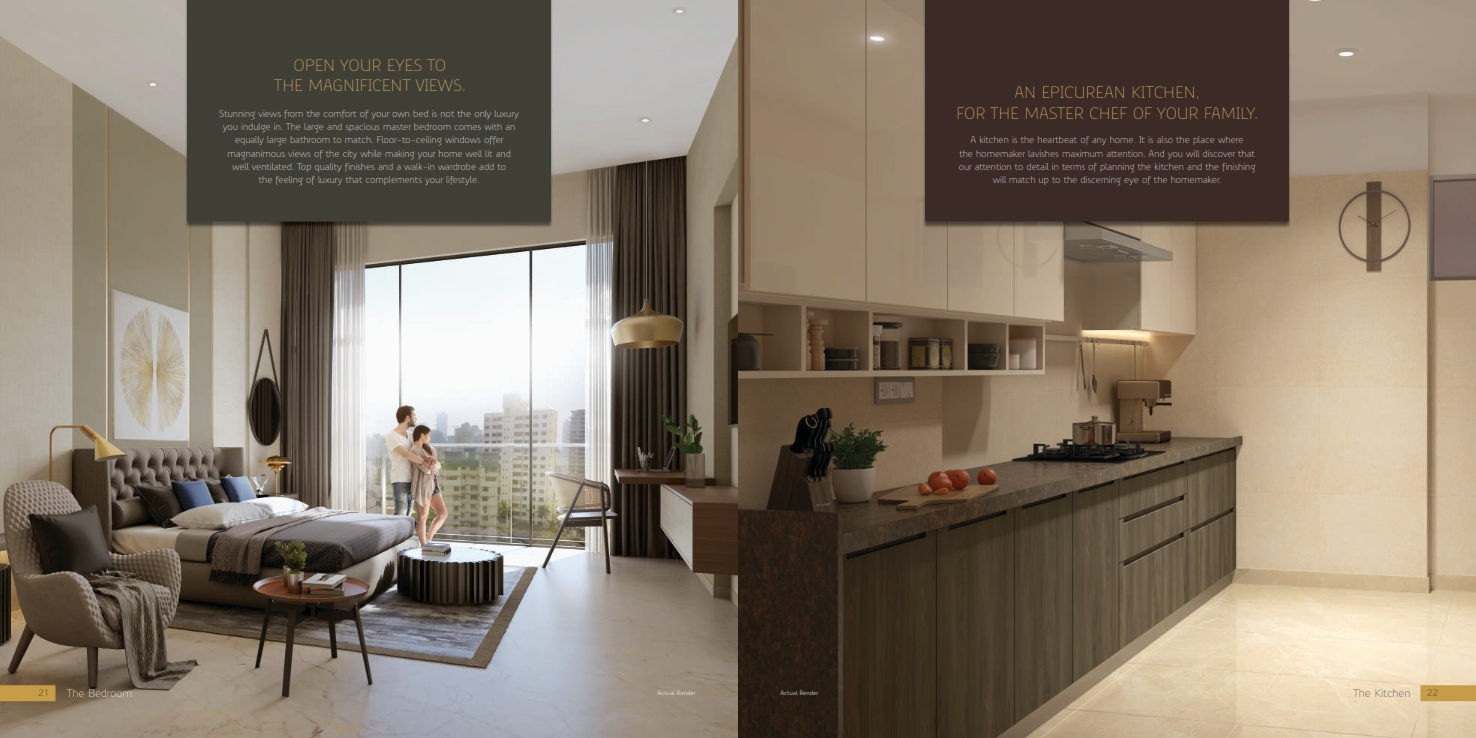 OPEN YOUR EYES TO
THE MAGNIFICENT VIEWS.
Stunning views from the comfort of your own bed is not the only luxury
you indulge in. The large and spacious master bedroom comes with an
equally large bathroom to match. Floor-to-ceiling windows offer
magnanimous views of the city while making your home well lit and
well ventilated. Top quality finishes and a walk-in wardrobe add to
the feeling of luxury that complements your lifestyle.
21
The Bedroom
Actual Render
AN EPICUREAN KITCHEN,
FOR THE MASTER CHEF OF YOUR FAMILY.
A kitchen is the heartbeat of any home. It is also the place where
the homemaker lavishes maximum attention. And you will discover that
our attention to detail in terms of planning the kitchen and the finishing
will match up to the discerning eye of the homemaker.
Actual Render
The Kitchen
22